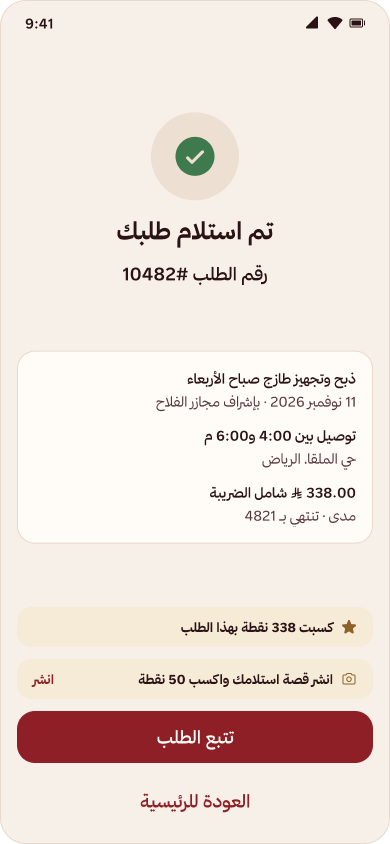 9:41
تم استلام طلبك
رقم الطلب #10482
ذبح وتجهيز طازج صباح الأربعاء
11 نوفمبر 2026 · بإشراف مجازر الفلاح
توصيل بين 4:00 و6:00 م
حي الملقا، الرياض
338.00 ⃁ شامل الضريبة
مدى · تنتهي بـ 4821
كسبت 338 نقطة بهذا الطلب
انشر قصة استلامك واكسب 50 نقطة
انشر
تتبع الطلب
العودة للرئيسية